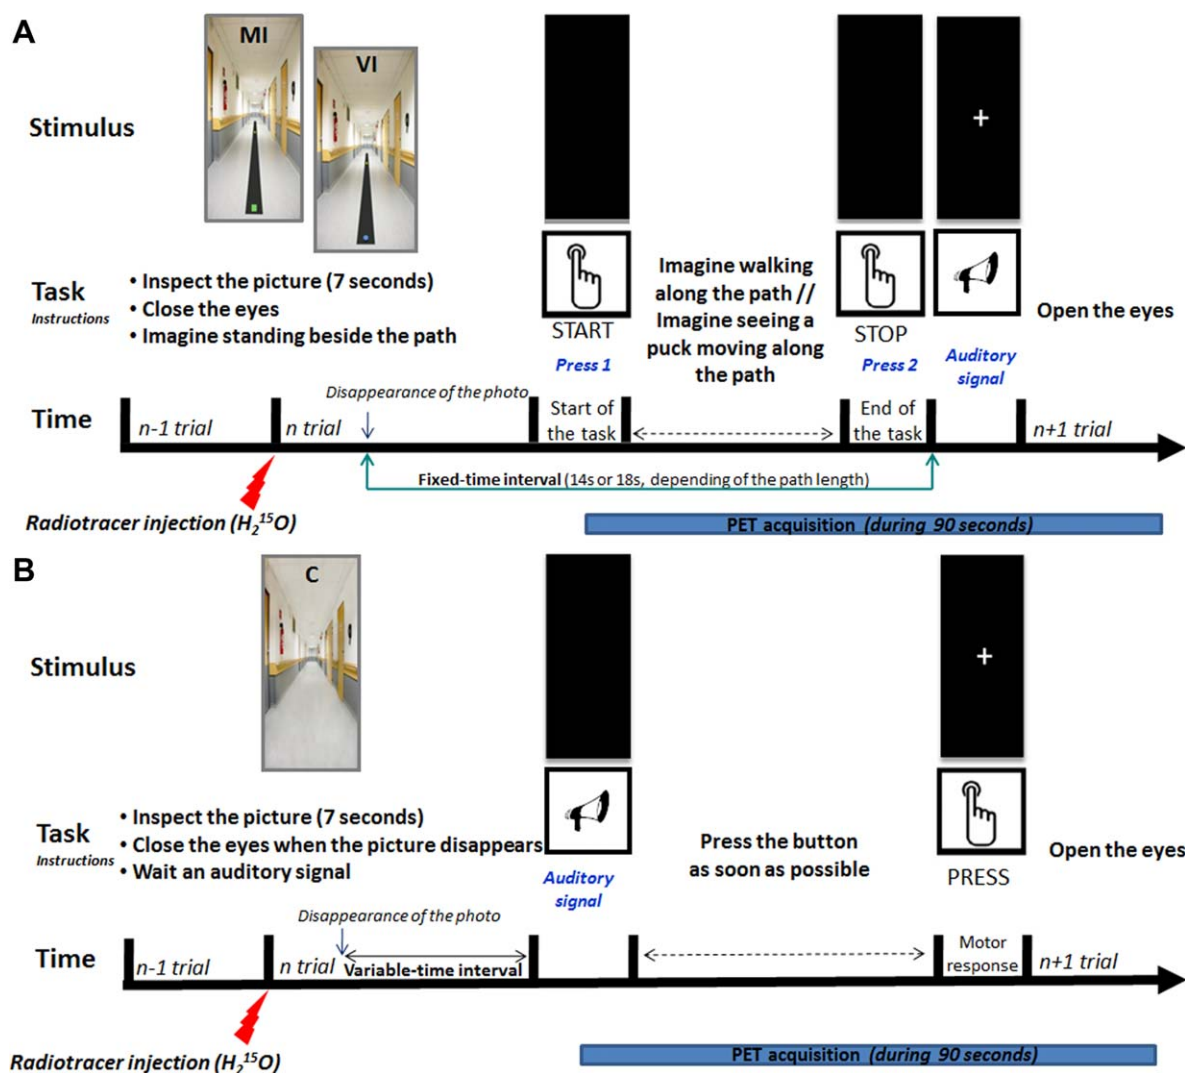 A
MI
VI
+
Stimulus
Task
Instructions
• Inspect the picture (7 seconds)
• Close the eyes
• Imagine standing beside the path
START
Press 1
Imagine walking
along the path //
Imagine seeing a
puck moving along
the path
STOP
Press 2
Auditory
signal
Open the eyes
Disappearance of the photo
Time
n-1 trial
n trial
Start of
the task
End of
the task
n+1 trial
Fixed-time interval (14s or 18s, depending of the path length)
Radiotracer injection (H₂¹⁵O)
PET acquisition (during 90 seconds)
B
C
+
Stimulus
Task
Instructions
• Inspect the picture (7 seconds)
• Close the eyes when the picture disappears
• Wait an auditory signal
Auditory
signal
Press the button
as soon as possible
PRESS
Open the eyes
Disappearance of the photo
Time
n-1 trial
n trial
Variable-time interval
Motor
response
n+1 trial
Radiotracer injection (H₂¹⁵O)
PET acquisition (during 90 seconds)